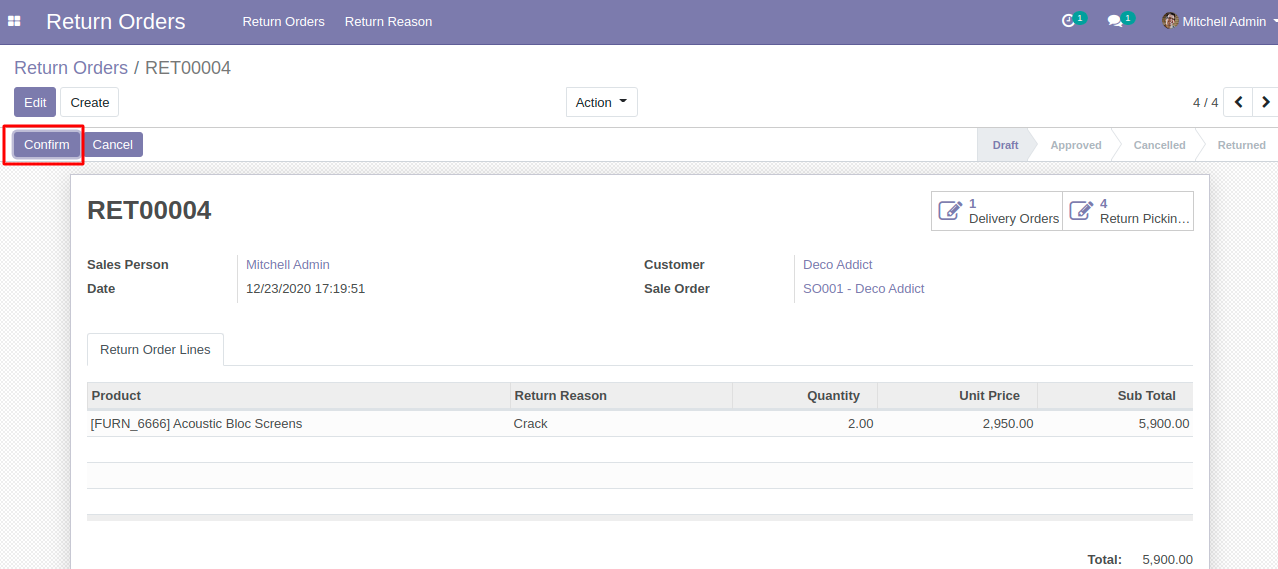 Return Orders Return Orders Return Reason 1 1 Mitchell Admin
Return Orders / RET00004
Edit Create Action 4 / 4
Confirm Cancel Draft Approved Cancelled Returned
RET00004
1 Delivery Orders
4 Return Pickin...
Sales Person Mitchell Admin Customer Deco Addict
Date 12/23/2020 17:19:51 Sale Order SO001 - Deco Addict
Return Order Lines
Product Return Reason Quantity Unit Price Sub Total
[FURN_6666] Acoustic Bloc Screens Crack 2.00 2,950.00 5,900.00
Total: 5,900.00